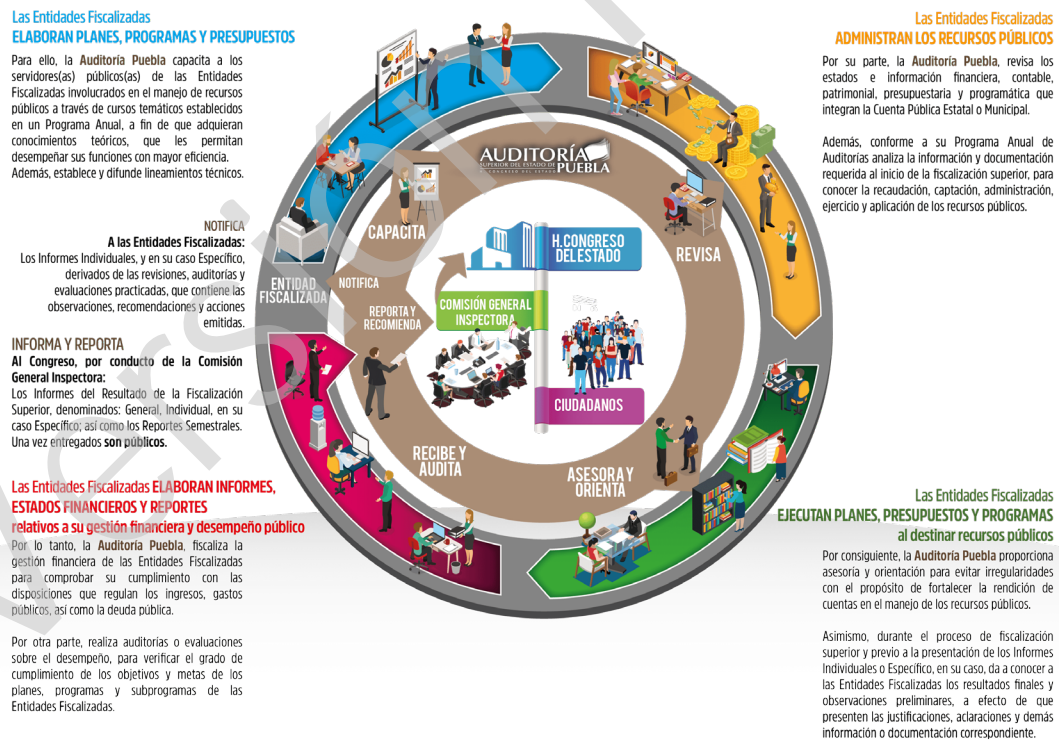 Las Entidades Fiscalizadas
ELABORAN PLANES, PROGRAMAS Y PRESUPUESTOS
Para ello, la Auditoría Puebla capacita a los
servidores(as) públicos(as) de las Entidades
Fiscalizadas involucrados en el manejo de recursos
públicos a través de cursos temáticos establecidos
en un Programa Anual, a fin de que adquieran
conocimientos teóricos, que les permitan
desempeñar sus funciones con mayor eficiencia.
Además, establece y difunde lineamientos técnicos.
NOTIFICA
A las Entidades Fiscalizadas:
Los Informes Individuales, y en su caso Específico,
derivados de las revisiones, auditorías y
evaluaciones practicadas, que contiene las
observaciones, recomendaciones y acciones
emitidas.
INFORMA Y REPORTA
Al Congreso, por conducto de la Comisión
General Inspectora:
Los Informes del Resultado de la Fiscalización
Superior, denominados: General, Individual, en su
caso Específico; así como los Reportes Semestrales.
Una vez entregados son públicos.
Las Entidades Fiscalizadas ELABORAN INFORMES,
ESTADOS FINANCIEROS Y REPORTES
relativos a su gestión financiera y desempeño público
Por lo tanto, la Auditoría Puebla, fiscaliza la
gestión financiera de las Entidades Fiscalizadas
para comprobar su cumplimiento con las
disposiciones que regulan los ingresos, gastos
públicos, así como la deuda pública.
Por otra parte, realiza auditorías o evaluaciones
sobre el desempeño, para verificar el grado de
cumplimiento de los objetivos y metas de los
planes, programas y subprogramas de las
Entidades Fiscalizadas.
AUDITORÍA
SUPERIOR DEL ESTADO DE
PUEBLA
H. CONGRESO DEL ESTADO
CAPACITA
H.CONGRESO
DEL ESTADO
REVISA
ENTIDAD
FISCALIZADA
NOTIFICA
REPORTA Y
RECOMIENDA
COMISIÓN GENERAL
INSPECTORA
CIUDADANOS
RECIBE Y
AUDITA
ASESORA Y
ORIENTA
Las Entidades Fiscalizadas
ADMINISTRAN LOS RECURSOS PÚBLICOS
Por su parte, la Auditoría Puebla, revisa los
estados e información financiera, contable,
patrimonial, presupuestaria y programática que
integran la Cuenta Pública Estatal o Municipal.
Además, conforme a su Programa Anual de
Auditorías analiza la información y documentación
requerida al inicio de la fiscalización superior, para
conocer la recaudación, captación, administración,
ejercicio y aplicación de los recursos públicos.
Las Entidades Fiscalizadas
EJECUTAN PLANES, PRESUPUESTOS Y PROGRAMAS
al destinar recursos públicos
Por consiguiente, la Auditoría Puebla proporciona
asesoría y orientación para evitar irregularidades
con el propósito de fortalecer la rendición de
cuentas en el manejo de los recursos públicos.
Asimismo, durante el proceso de fiscalización
superior y previo a la presentación de los Informes
Individuales o Específico, en su caso, da a conocer a
las Entidades Fiscalizadas los resultados finales y
observaciones preliminares, a efecto de que
presenten las justificaciones, aclaraciones y demás
información o documentación correspondiente.